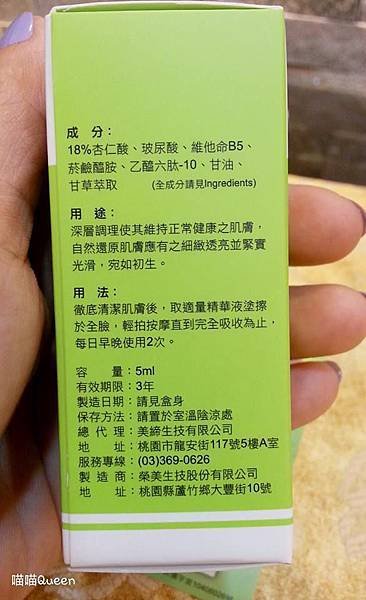 成　分：
18%杏仁酸、玻尿酸、維他命B5、
菸鹼醯胺、乙醯六肽-10、甘油、
甘草萃取　(全成分請見Ingredients)
用　途：
深層調理使其維持正常健康之肌膚，
自然還原肌膚應有之細緻透亮並緊實
光滑，宛如初生。
用　法：
徹底清潔肌膚後，取適量精華液塗擦
於全臉，輕拍按摩直到完全吸收為止，
每日早晚使用2次。
容　　量：5ml
有效期限：3年
製造日期：請見盒身
保存方法：請置於室溫陰涼處
總 代 理：美締生技有限公司
地　　址：桃園市龍安街117號5樓A室
服務專線：(03)369-0626
製 造 商：榮美生技股份有限公司
地　　址：桃園縣蘆竹鄉大豐街10號
喵喵Queen